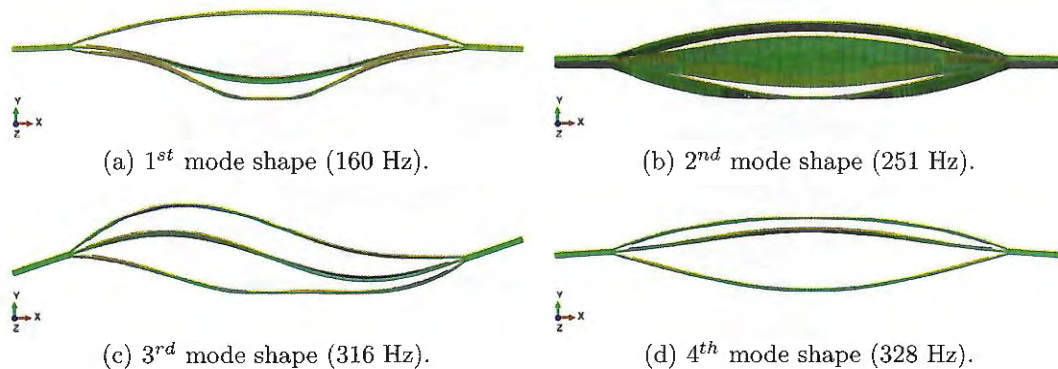 Y
X
Z
Y
X
Z
(a) 1st mode shape (160 Hz).
(b) 2nd mode shape (251 Hz).
Y
X
Z
Y
X
Z
(c) 3rd mode shape (316 Hz).
(d) 4th mode shape (328 Hz).